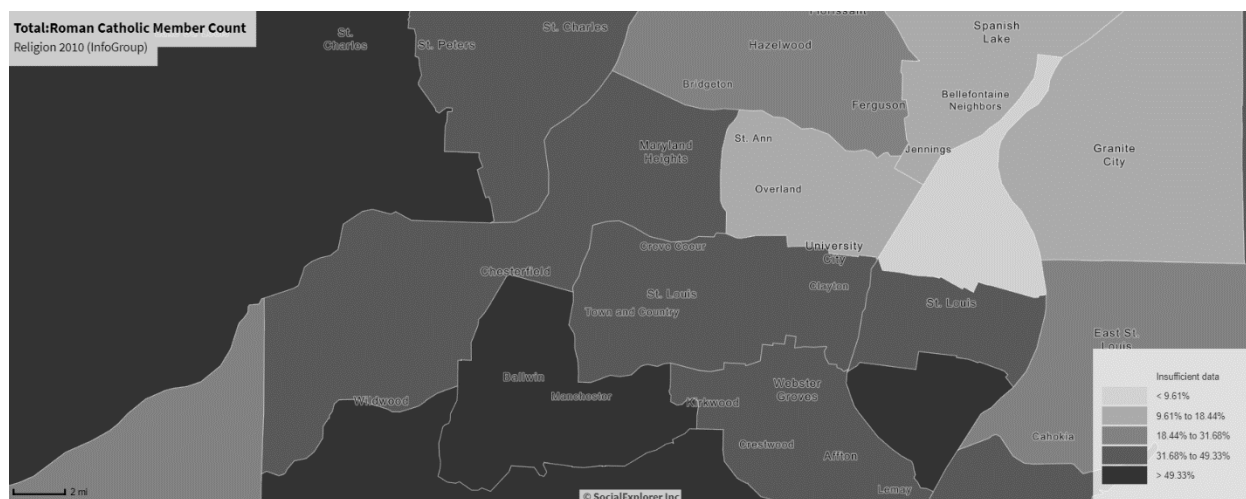 Total:Roman Catholic Member Count
Religion 2010 (InfoGroup)
Florissant
Spanish
Lake
St.
Charles
St. Charles
St. Peters
Hazelwood
Bridgeton
Bellefontaine
Neighbors
Ferguson
St. Ann
Maryland
Heights
Jennings
Granite
City
Overland
University
City
Creve Coeur
Chesterfield
Clayton
St. Louis
St. Louis
Town and Country
East St.
Louis
Ballwin
Manchester
Webster
Groves
Wildwood
Kirkwood
Crestwood
Affton
Cahokia
Lemay
Insufficient data
< 9.61%
9.61% to 18.44%
18.44% to 31.68%
31.68% to 49.33%
> 49.33%
2 mi
© SocialExplorer Inc